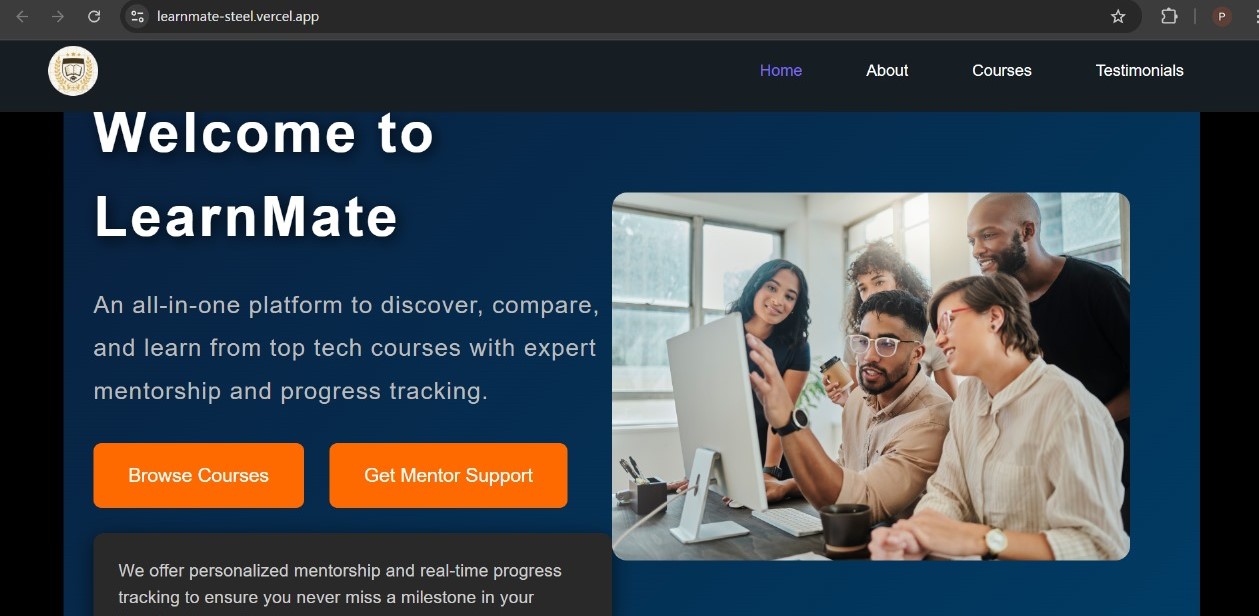 learnmate-steel.vercel.app
P
Home About Courses Testimonials
Welcome to
LearnMate
An all-in-one platform to discover, compare,
and learn from top tech courses with expert
mentorship and progress tracking.
Browse Courses Get Mentor Support
We offer personalized mentorship and real-time progress
tracking to ensure you never miss a milestone in your